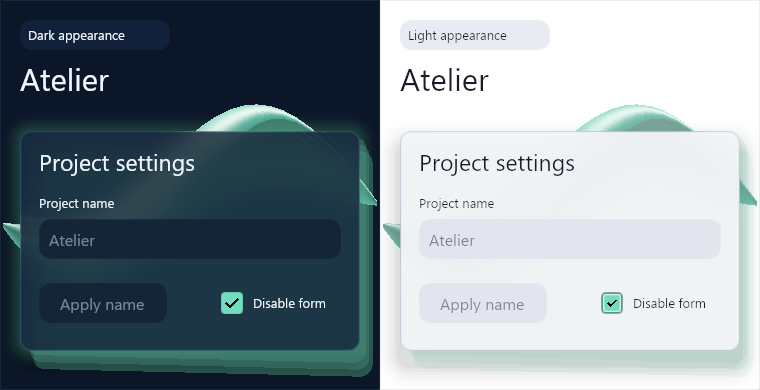 Dark appearance
Atelier
Project settings
Project name
Atelier
Apply name
Disable form
Light appearance
Atelier
Project settings
Project name
Atelier
Apply name
Disable form